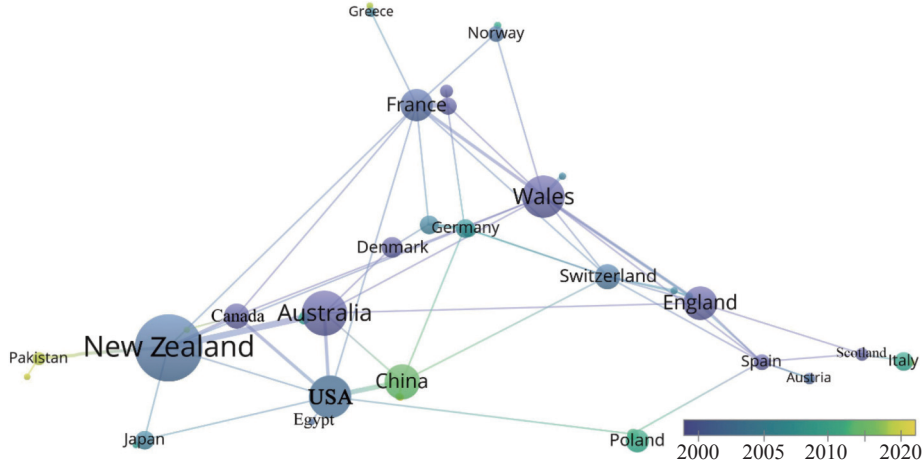 Greece
Norway
France
Wales
Germany
Denmark
Switzerland
Canada
Australia
England
New Zealand
Pakistan
Scotland
Spain
Italy
China
Austria
USA
Egypt
Japan
Poland
2000 2005 2010 2020